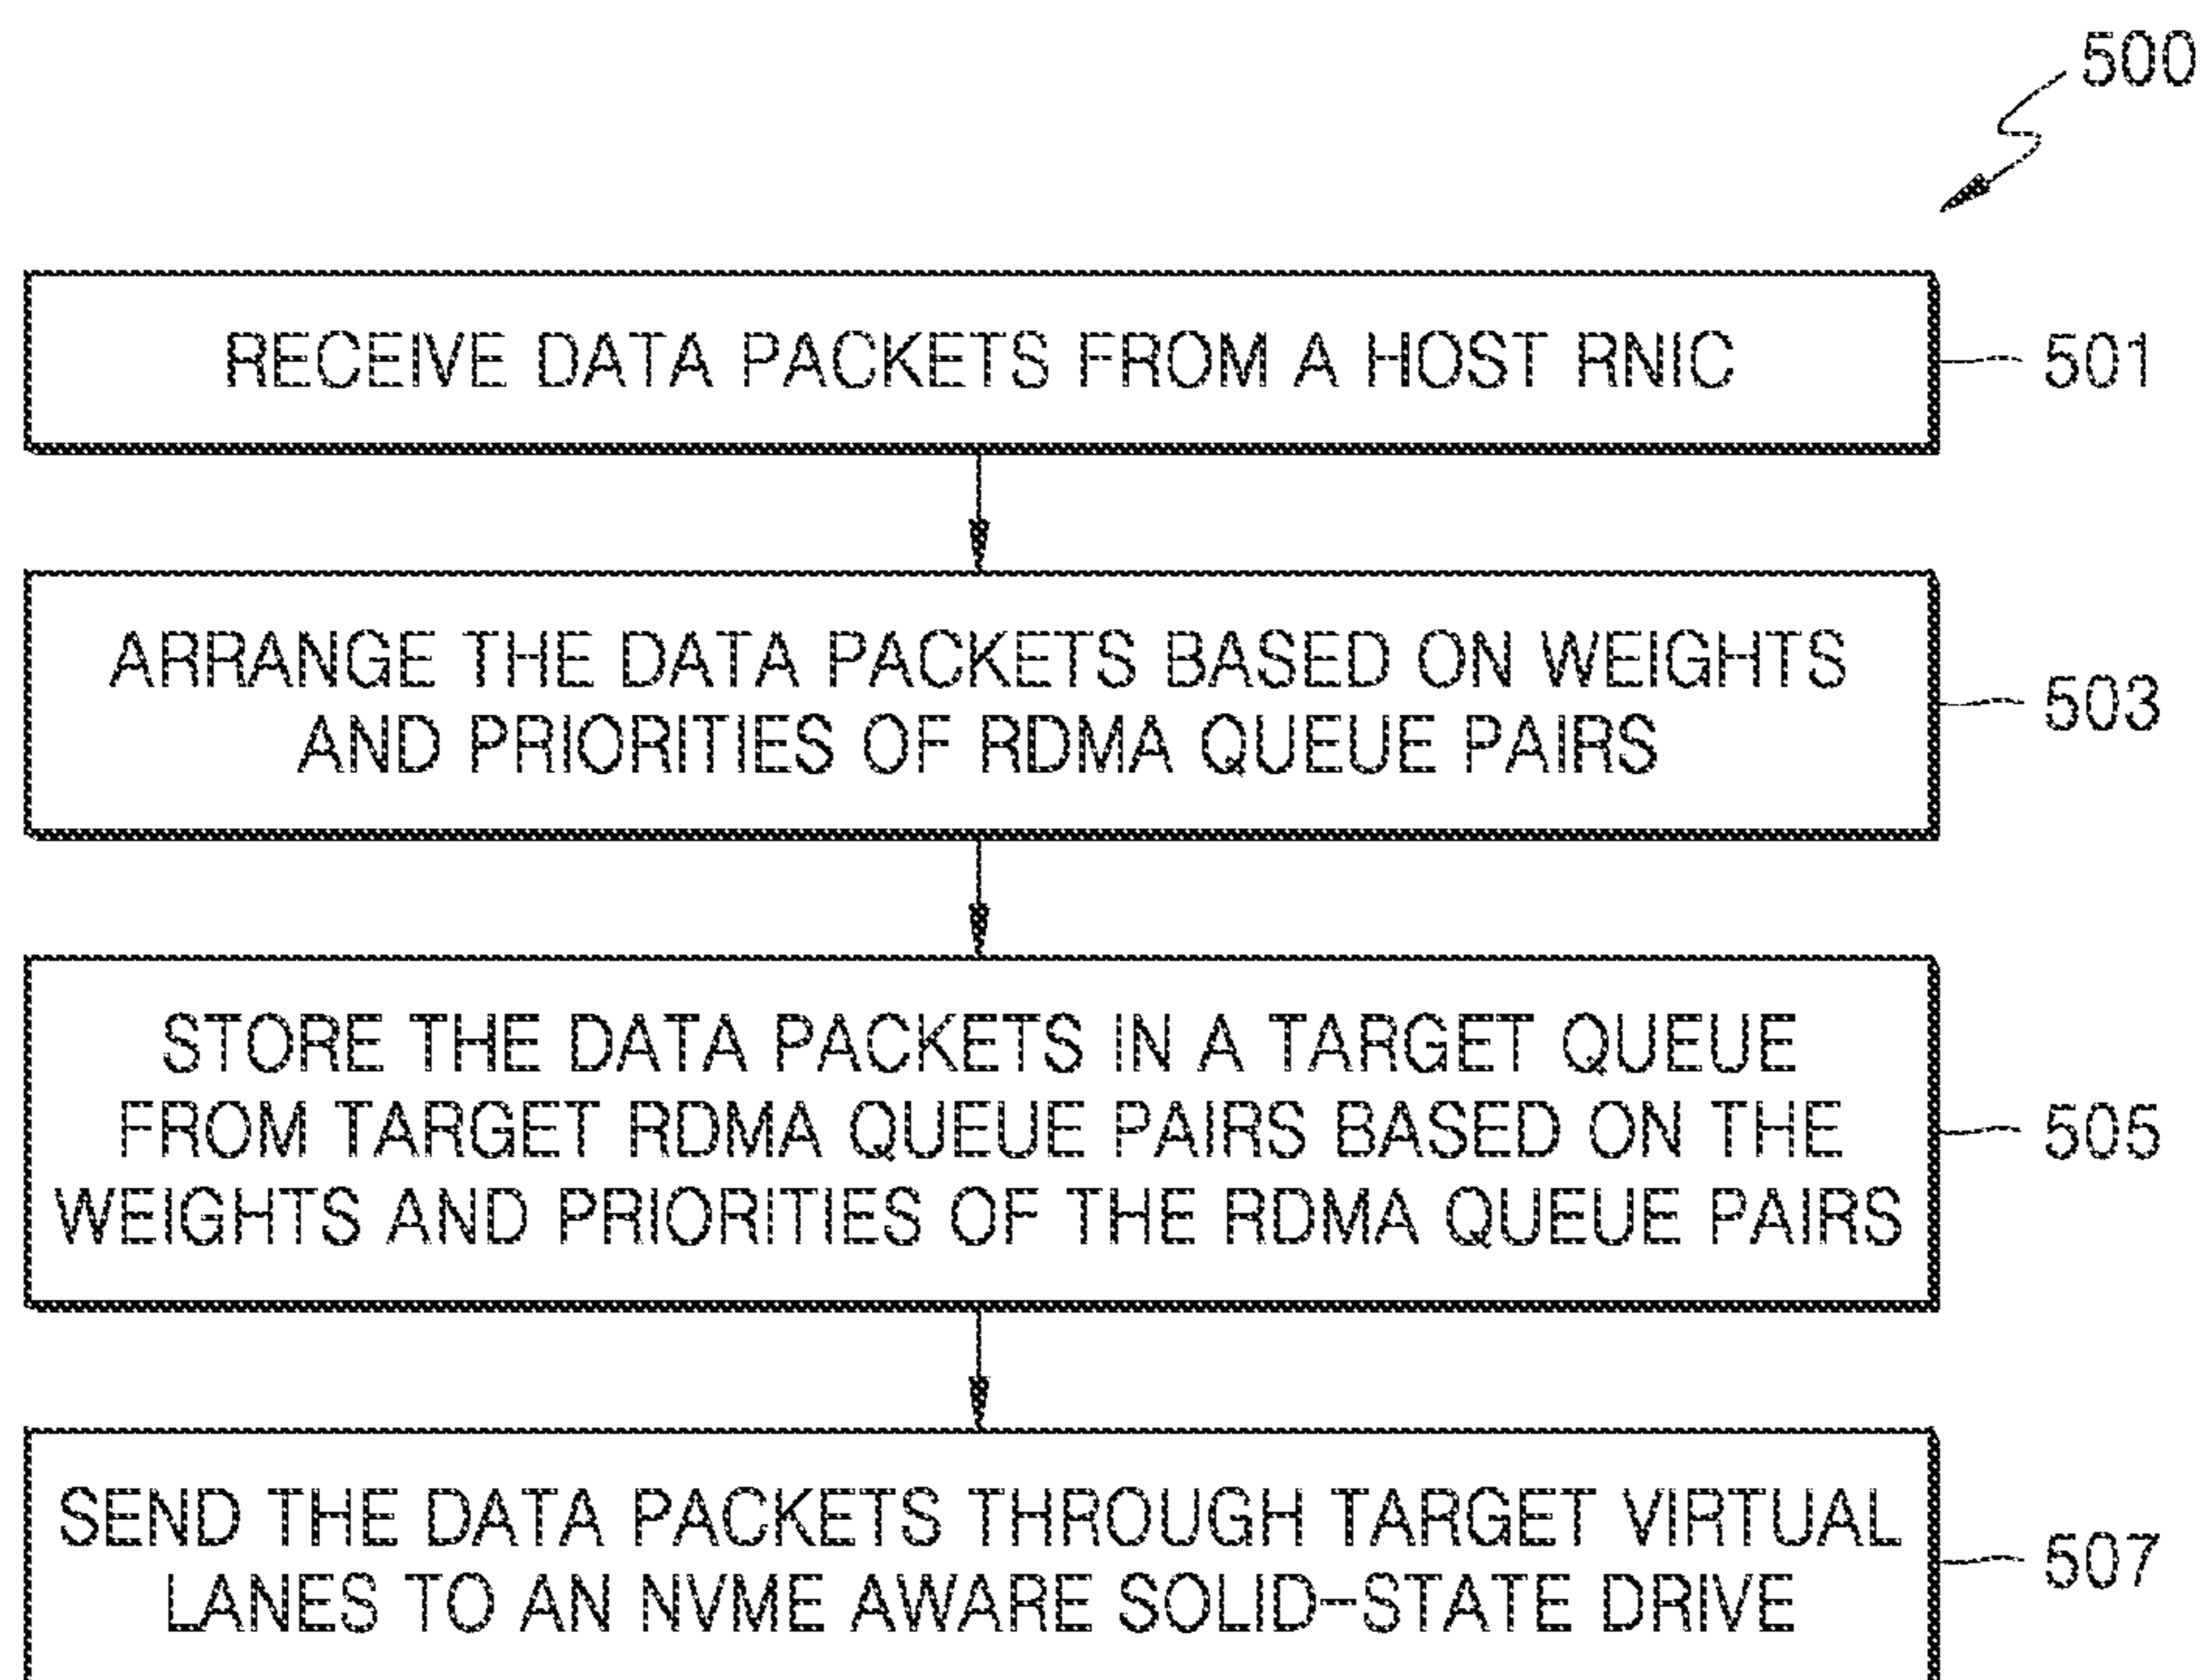 500
RECEIVE DATA PACKETS FROM A HOST RNIC
501
ARRANGE THE DATA PACKETS BASED ON WEIGHTS
AND PRIORITIES OF RDMA QUEUE PAIRS
503
STORE THE DATA PACKETS IN A TARGET QUEUE
FROM TARGET RDMA QUEUE PAIRS BASED ON THE
WEIGHTS AND PRIORITIES OF THE RDMA QUEUE PAIRS
505
SEND THE DATA PACKETS THROUGH TARGET VIRTUAL
LANES TO AN NVME AWARE SOLID-STATE DRIVE
507